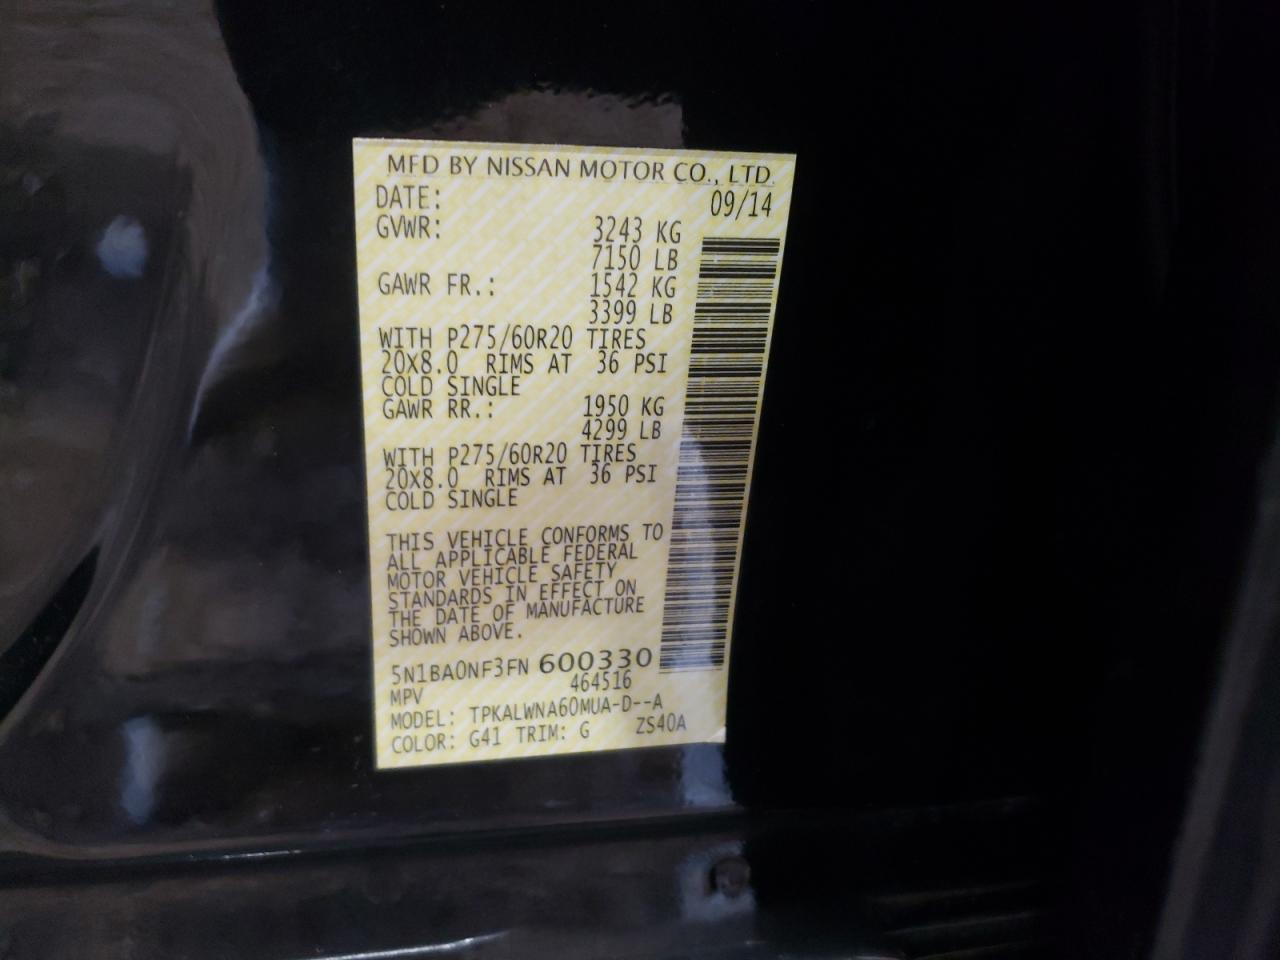 MFD BY NISSAN MOTOR CO., LTD.
DATE: 09/14
GVWR: 3243 KG
7150 LB
GAWR FR.: 1542 KG
3399 LB
WITH P275/60R20 TIRES
20X8.0 RIMS AT 36 PSI
COLD SINGLE
GAWR RR.: 1950 KG
4299 LB
WITH P275/60R20 TIRES
20X8.0 RIMS AT 36 PSI
COLD SINGLE
THIS VEHICLE CONFORMS TO
ALL APPLICABLE FEDERAL
MOTOR VEHICLE SAFETY
STANDARDS IN EFFECT ON
THE DATE OF MANUFACTURE
SHOWN ABOVE.
5N1BA0NF3FN 600330
MPV 464516
MODEL: TPKALWNA60MUA-D--A
COLOR: G41 TRIM: G ZS40A